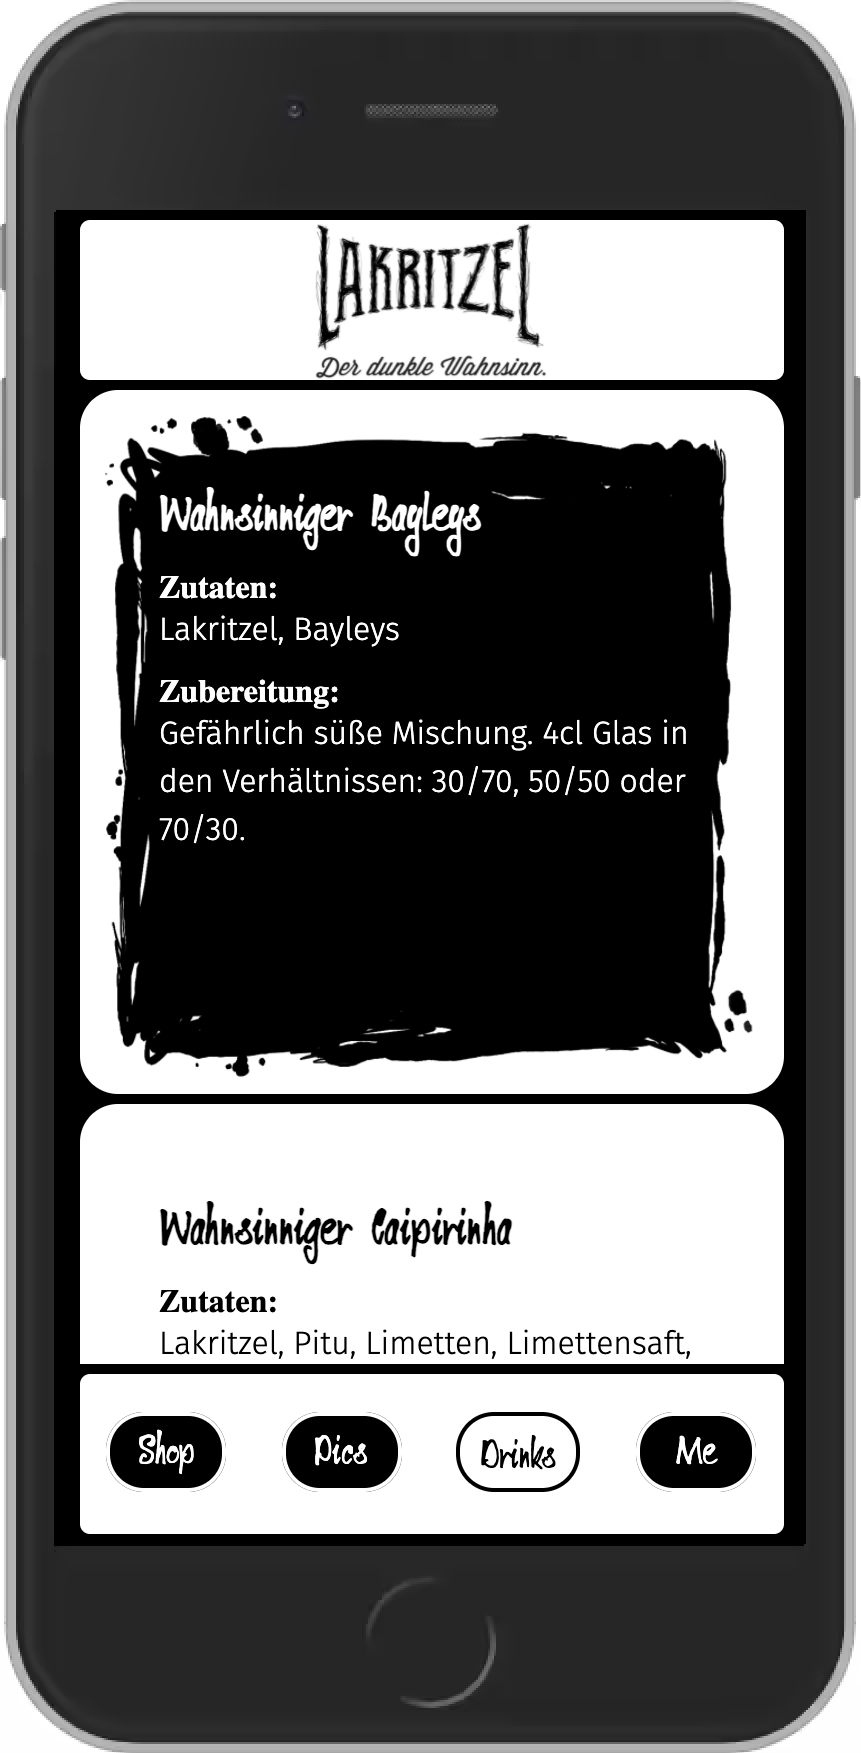 LAKRITZEL
Der dunkle Wahnsinn.
Wahnsinniger Bayleys
Zutaten:
Lakritzel, Bayleys
Zubereitung:
Gefährlich süße Mischung. 4cl Glas in
den Verhältnissen: 30/70, 50/50 oder
70/30.
Wahnsinniger Caipirinha
Zutaten:
Lakritzel, Pitu, Limetten, Limettensaft,
Shop
Pics
Drinks
Me